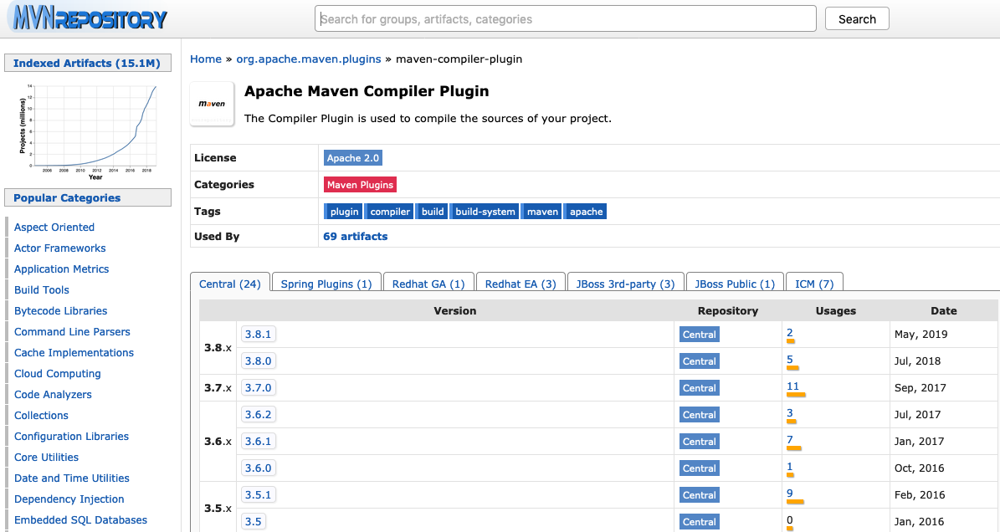 MVNREPOSITORY
Search for groups, artifacts, categories
Search
Indexed Artifacts (15.1M)
Projects (millions)
14
12
10
8
6
4
2
0
2006 2008 2010 2012 2014 2016 2018
Year
Popular Categories
Aspect Oriented
Actor Frameworks
Application Metrics
Build Tools
Bytecode Libraries
Command Line Parsers
Cache Implementations
Cloud Computing
Code Analyzers
Collections
Configuration Libraries
Core Utilities
Date and Time Utilities
Dependency Injection
Embedded SQL Databases
Home » org.apache.maven.plugins » maven-compiler-plugin
maven
Apache Maven Compiler Plugin
The Compiler Plugin is used to compile the sources of your project.
License Apache 2.0
Categories Maven Plugins
Tags plugin compiler build build-system maven apache
Used By 69 artifacts
Central (24) Spring Plugins (1) Redhat GA (1) Redhat EA (3) JBoss 3rd-party (3) JBoss Public (1) ICM (7)
Version Repository Usages Date
3.8.x
3.8.1 Central 2 May, 2019
3.8.0 Central 5 Jul, 2018
3.7.x 3.7.0 Central 11 Sep, 2017
3.6.x
3.6.2 Central 3 Jul, 2017
3.6.1 Central 7 Jan, 2017
3.6.0 Central 1 Oct, 2016
3.5.x
3.5.1 Central 9 Feb, 2016
3.5 Central 0 Jan, 2016